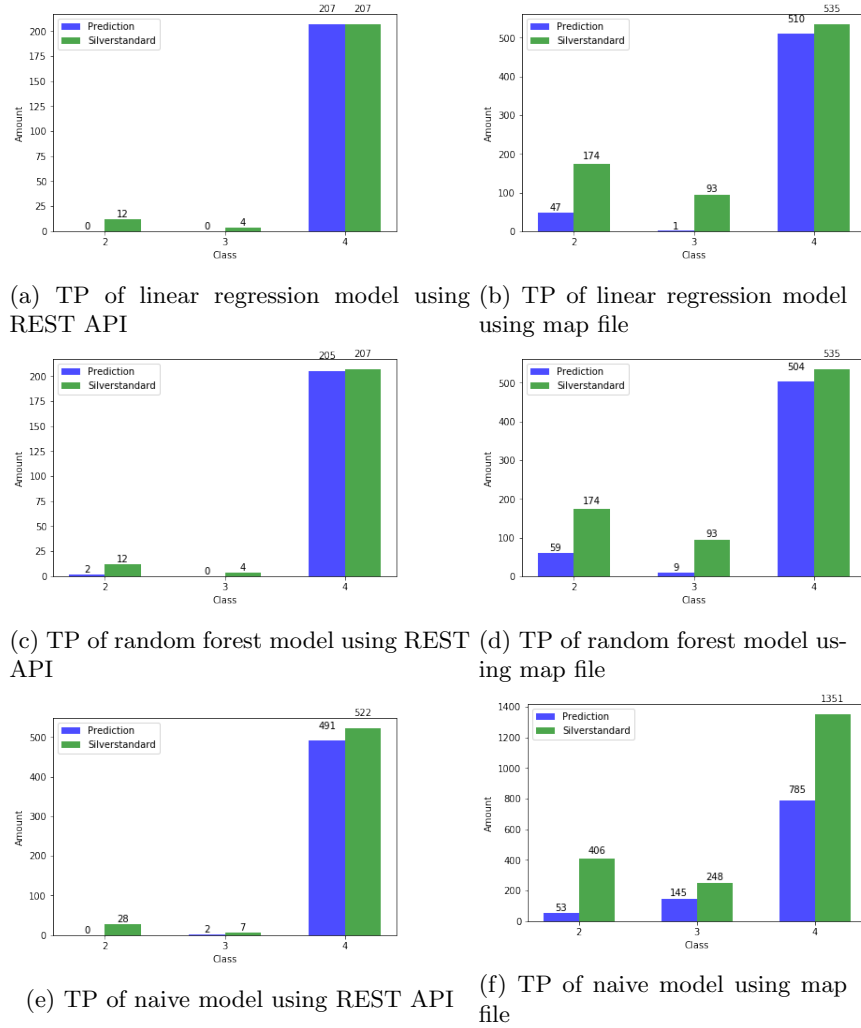 207 207
200
175
150
125
100
75
50
25
0
Amount
Prediction
Silverstandard
0 12 0 4
2 3 4
Class
(a) TP of linear regression model using REST API
510 535
500
400
300
200
100
0
Amount
Prediction
Silverstandard
47 174 1 93
2 3 4
Class
(b) TP of linear regression model
using map file
205 207
200
175
150
125
100
75
50
25
0
Amount
Prediction
Silverstandard
2 12 0 4
2 3 4
Class
(c) TP of random forest model using REST
API
504 535
500
400
300
200
100
0
Amount
Prediction
Silverstandard
59 174 9 93
2 3 4
Class
(d) TP of random forest model us-
ing map file
491 522
500
400
300
200
100
0
Amount
Prediction
Silverstandard
0 28 2 7
2 3 4
Class
(e) TP of naive model using REST API
785 1351
1400
1200
1000
800
600
400
200
0
Amount
Prediction
Silverstandard
53 406 145 248
2 3 4
Class
(f) TP of naive model using map
file